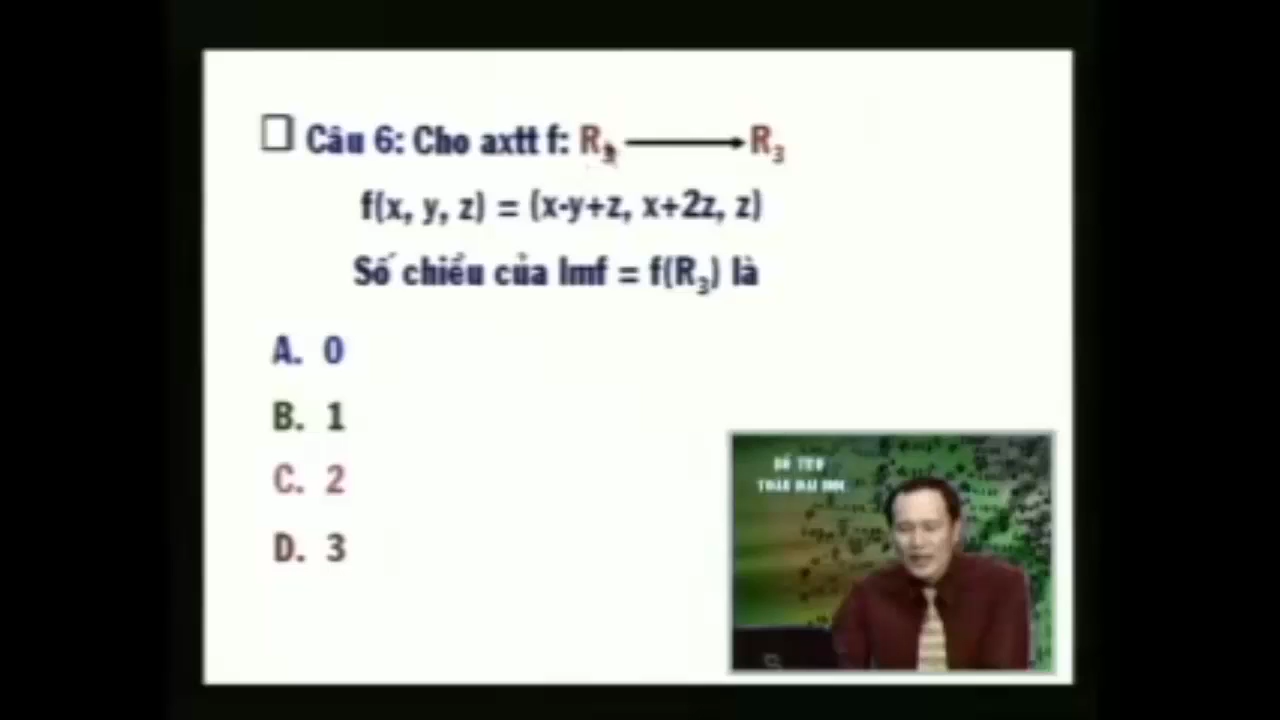 Câu 6: Cho axtt f: R₃ ⟶ R₃
f(x, y, z) = (x-y+z, x+2z, z)
Số chiều của Imf = f(R₃) là
A. 0
B. 1
C. 2
D. 3